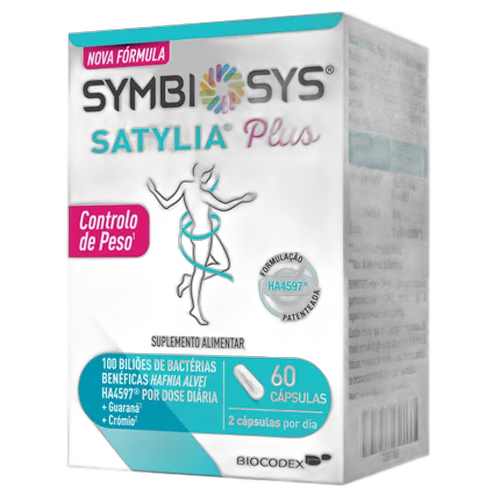 NOVA FÓRMULA
SYMBIOSYS®
SATYLIA® Plus
Controlo
de Peso¹
FORMULAÇÃO
HA4597®
PATENTEADA
SUPLEMENTO ALIMENTAR
100 BILIÕES DE BACTÉRIAS
BENÉFICAS HAFNIA ALVEI
HA4597® POR DOSE DIÁRIA
+ Guaraná¹
+ Crómio²
60 CÁPSULAS
2 cápsulas por dia
BIOCODEX